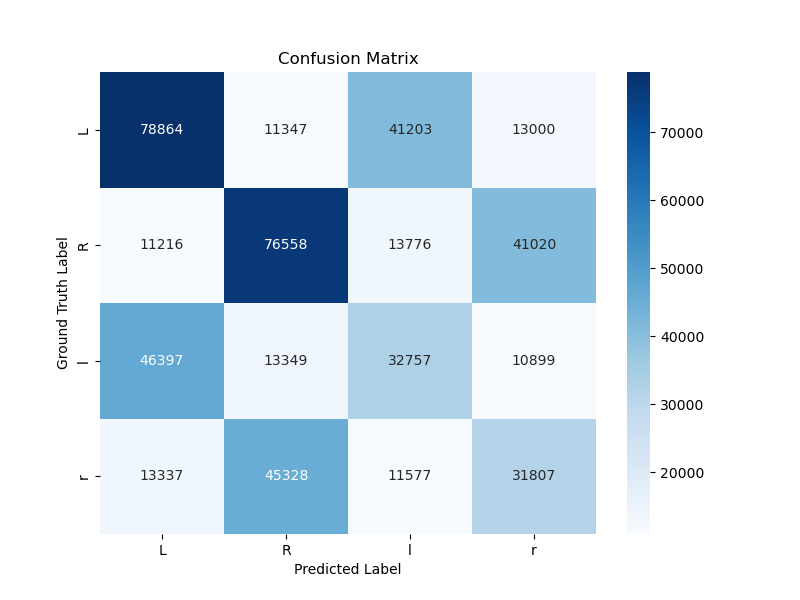 Confusion Matrix
L 78864 11347 41203 13000
R 11216 76558 13776 41020
l 46397 13349 32757 10899
r 13337 45328 11577 31807
L R l r
Predicted Label
Ground Truth Label
70000
60000
50000
40000
30000
20000